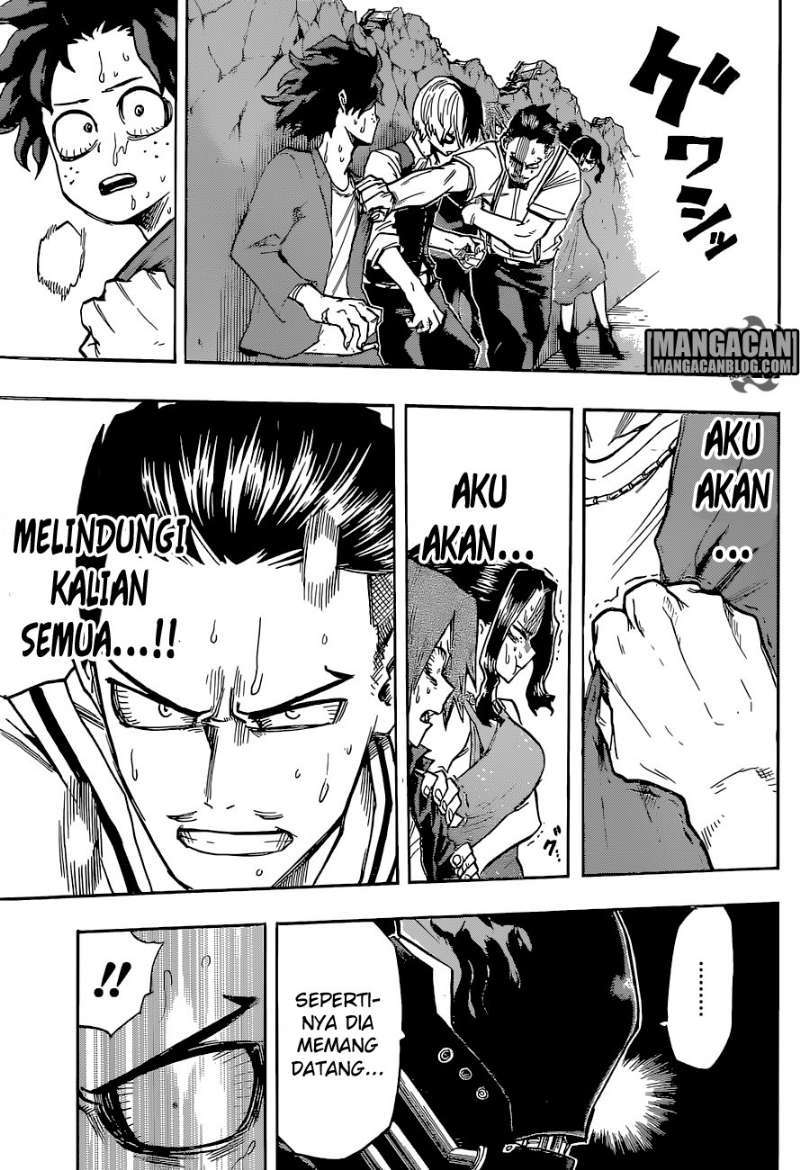 グワシッ
[MANGACAN]
MANGACANBLOG.COM
AKU
AKAN
...
AKU
AKAN...
MELINDUNGI
KALIAN
SEMUA...!!
グ"
.........
SEPERTI-
NYA DIA
MEMANG
DATANG...
!!